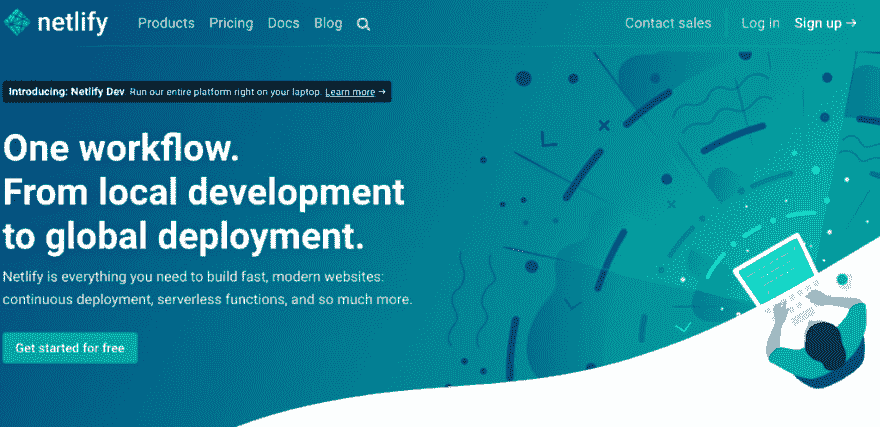 netlify Products Pricing Docs Blog Contact sales Log in Sign up →
Introducing: Netlify Dev Run our entire platform right on your laptop. Learn more →
One workflow.
From local development
to global deployment.
Netlify is everything you need to build fast, modern websites:
continuous deployment, serverless functions, and so much more.
Get started for free